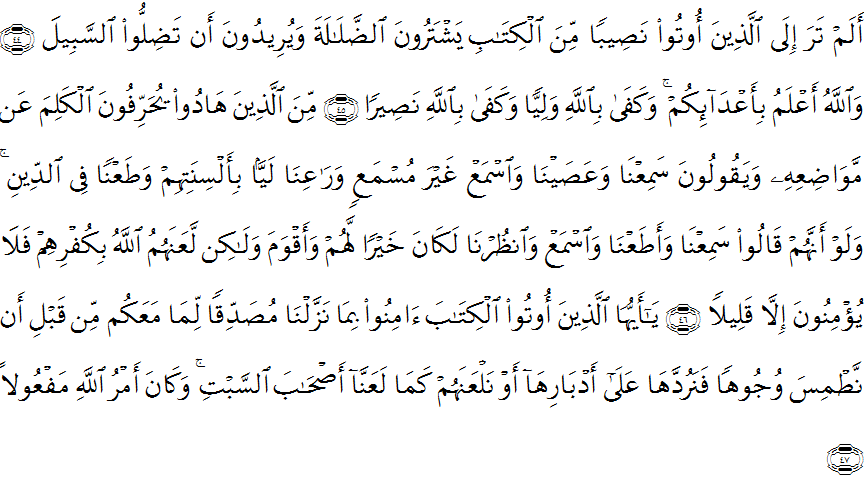 أَلَمْ تَرَ إِلَى ٱلَّذِينَ أُوتُوا۟ نَصِيبًا مِّنَ ٱلْكِتَٰبِ يَشْتَرُونَ ٱلضَّلَٰلَةَ وَيُرِيدُونَ أَن تَضِلُّوا۟ ٱلسَّبِيلَ ﴿٤٤﴾
وَٱللَّهُ أَعْلَمُ بِأَعْدَآئِكُمْ ۚ وَكَفَىٰ بِٱللَّهِ وَلِيًّا وَكَفَىٰ بِٱللَّهِ نَصِيرًا ﴿٤٥﴾ مِّنَ ٱلَّذِينَ هَادُوا۟ يُحَرِّفُونَ ٱلْكَلِمَ عَن
مَّوَاضِعِهِۦ وَيَقُولُونَ سَمِعْنَا وَعَصَيْنَا وَٱسْمَعْ غَيْرَ مُسْمَعٍ وَرَٰعِنَا لَيًّۢا بِأَلْسِنَتِهِمْ وَطَعْنًا فِى ٱلدِّينِ ۚ
وَلَوْ أَنَّهُمْ قَالُوا۟ سَمِعْنَا وَأَطَعْنَا وَٱسْمَعْ وَٱنظُرْنَا لَكَانَ خَيْرًا لَّهُمْ وَأَقْوَمَ وَلَٰكِن لَّعَنَهُمُ ٱللَّهُ بِكُفْرِهِمْ فَلَا
يُؤْمِنُونَ إِلَّا قَلِيلًا ﴿٤٦﴾ يَٰٓأَيُّهَا ٱلَّذِينَ أُوتُوا۟ ٱلْكِتَٰبَ ءَامِنُوا۟ بِمَا نَزَّلْنَا مُصَدِّقًا لِّمَا مَعَكُم مِّن قَبْلِ أَن
نَّطْمِسَ وُجُوهًا فَنَرُدَّهَا عَلَىٰٓ أَدْبَارِهَآ أَوْ نَلْعَنَهُمْ كَمَا لَعَنَّآ أَصْحَٰبَ ٱلسَّبْتِ ۚ وَكَانَ أَمْرُ ٱللَّهِ مَفْعُولًا
﴿٤٧﴾